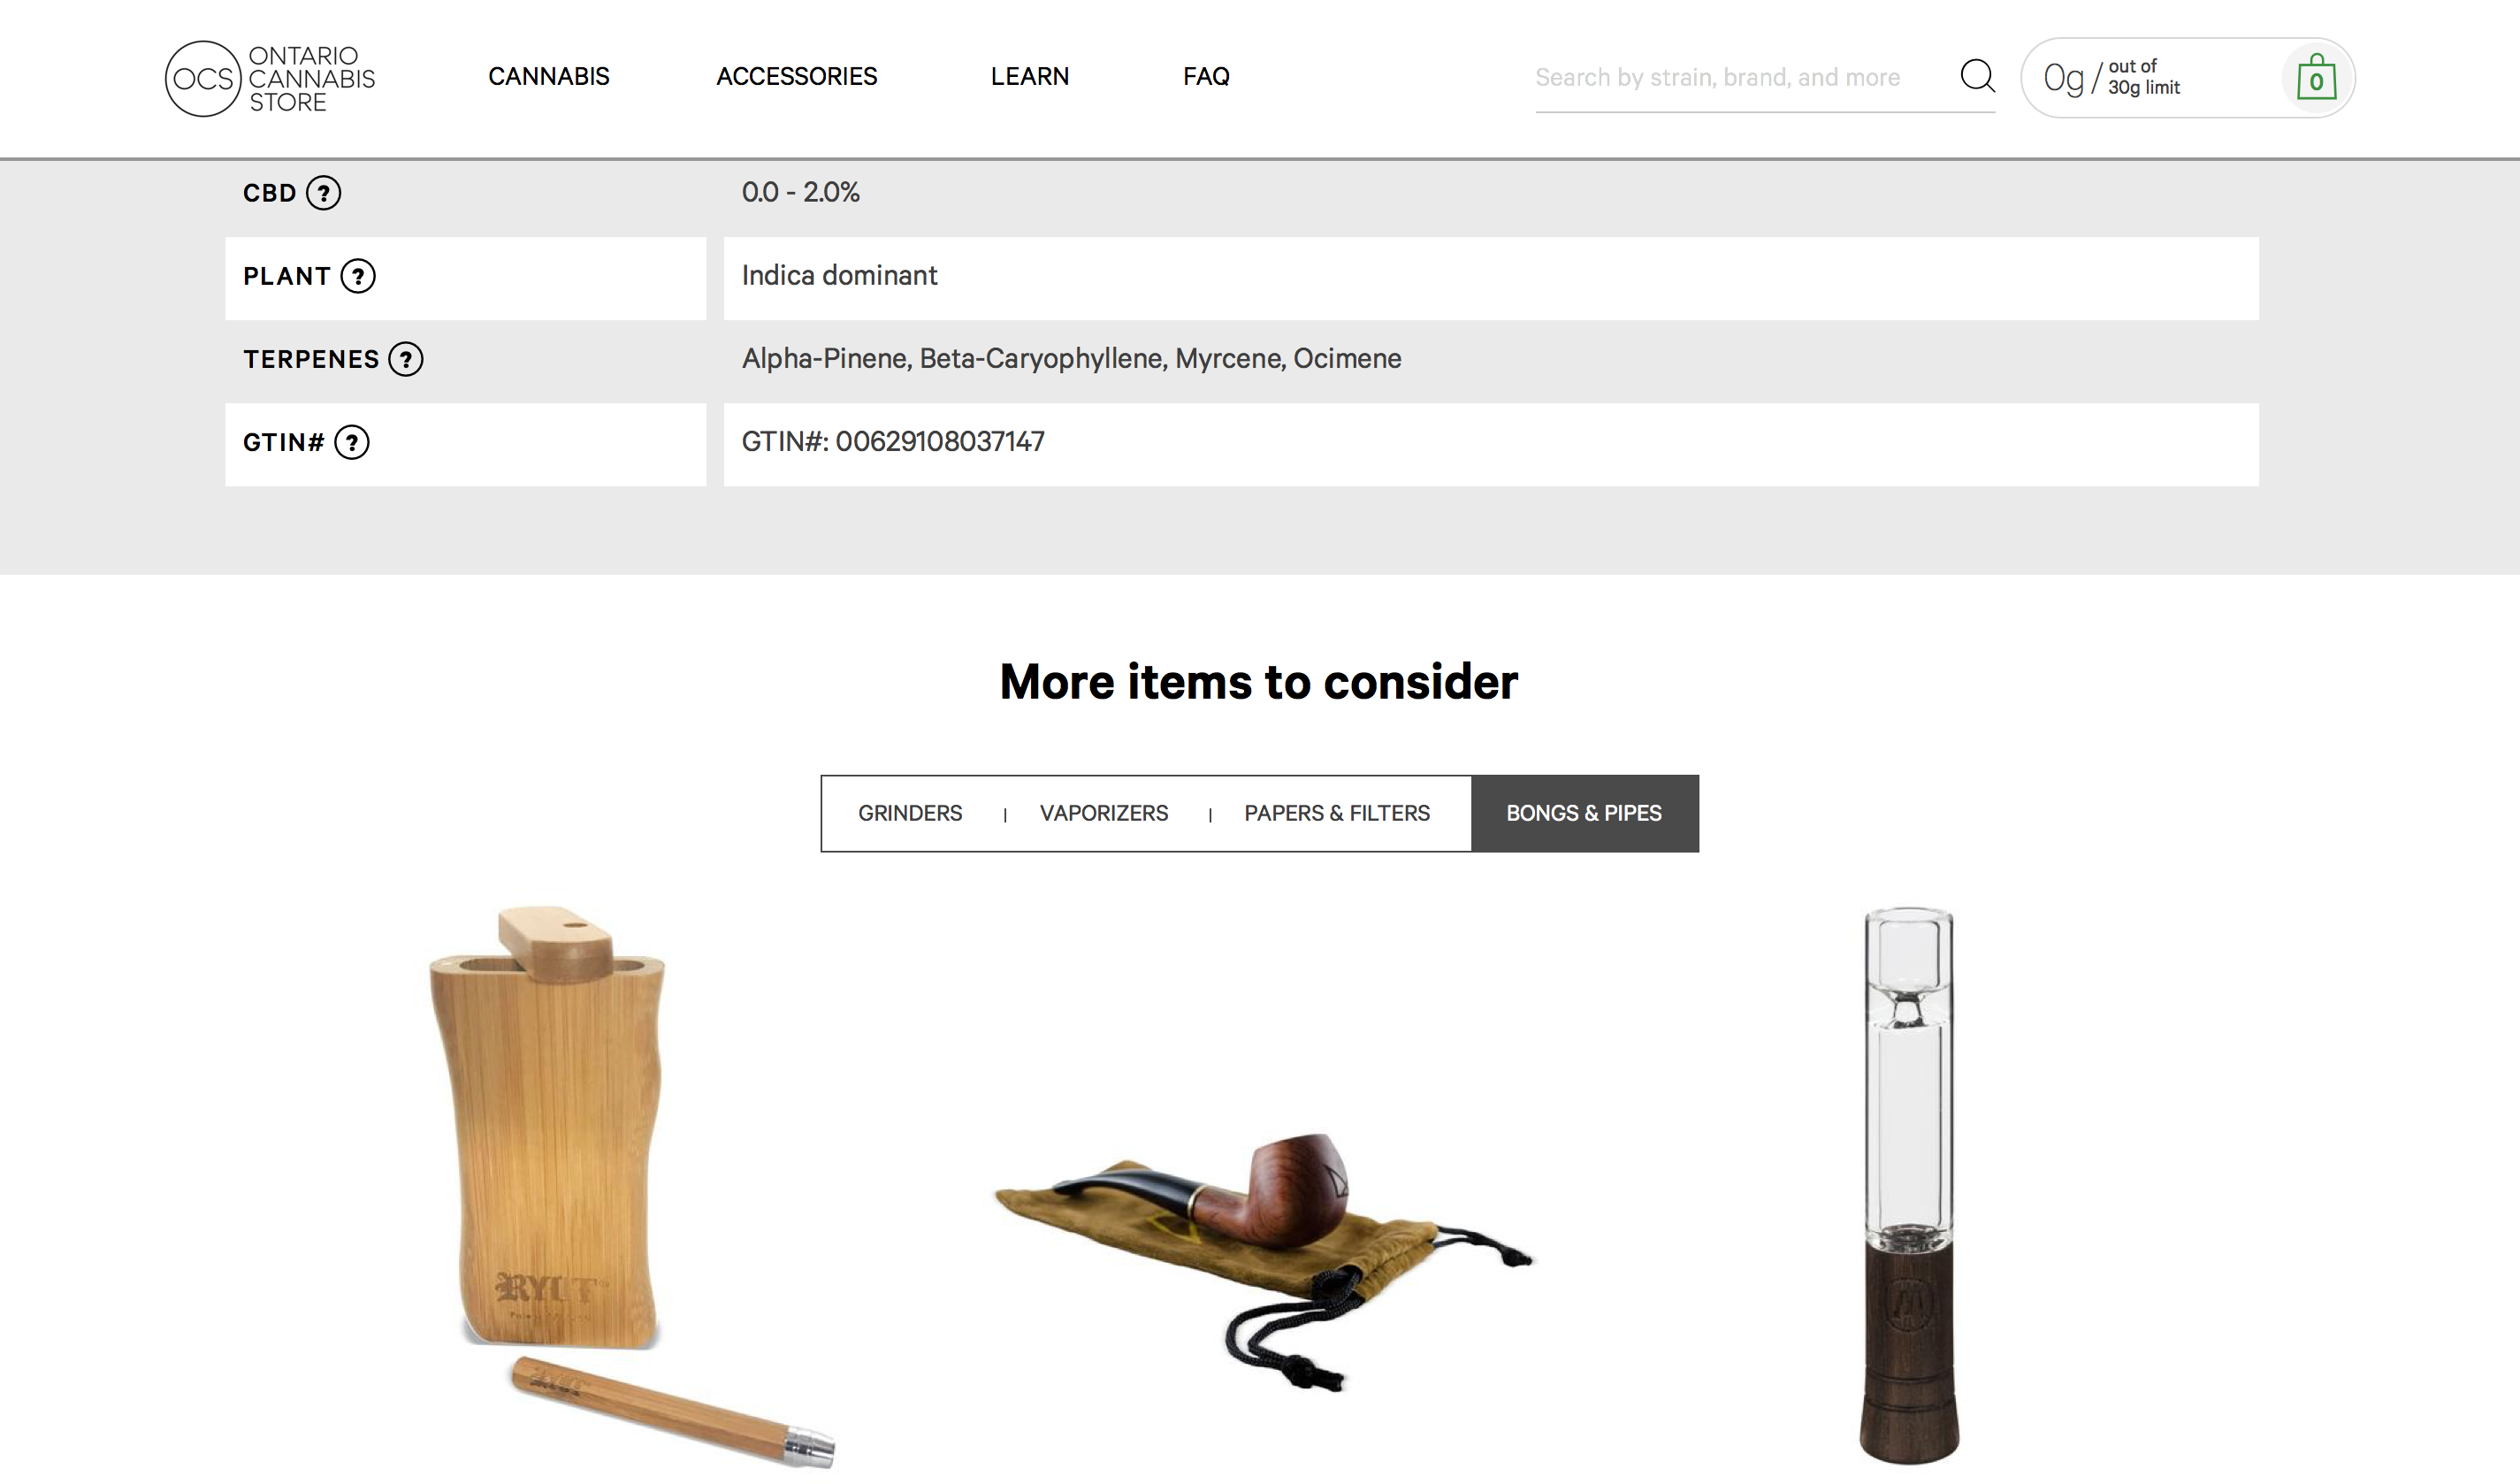 OCS ONTARIO
CANNABIS
STORE
CANNABIS
ACCESSORIES
LEARN
FAQ
Search by strain, brand, and more
0g / out of
30g limit
0
CBD ?
0.0 - 2.0%
PLANT ?
Indica dominant
TERPENES ?
Alpha-Pinene, Beta-Caryophyllene, Myrcene, Ocimene
GTIN# ?
GTIN#: 00629108037147
More items to consider
GRINDERS | VAPORIZERS | PAPERS & FILTERS BONGS & PIPES
RYOT